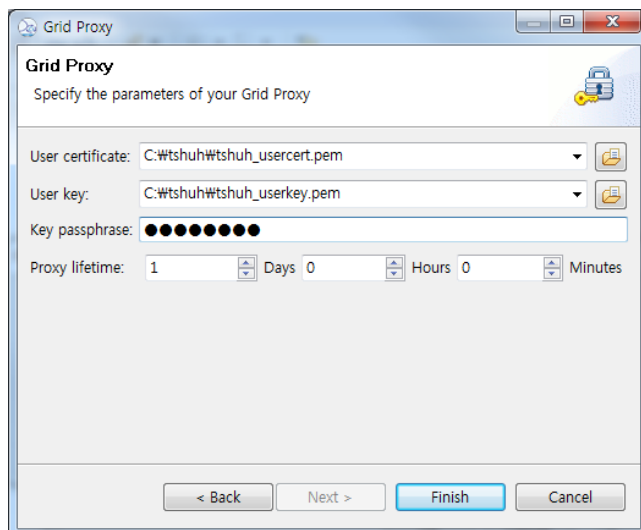 Grid Proxy
Grid Proxy
Specify the parameters of your Grid Proxy
User certificate: C:₩tshuh₩tshuh_usercert.pem
User key: C:₩tshuh₩tshuh_userkey.pem
Key passphrase: ●●●●●●●●
Proxy lifetime: 1 Days 0 Hours 0 Minutes
< Back Next > Finish Cancel